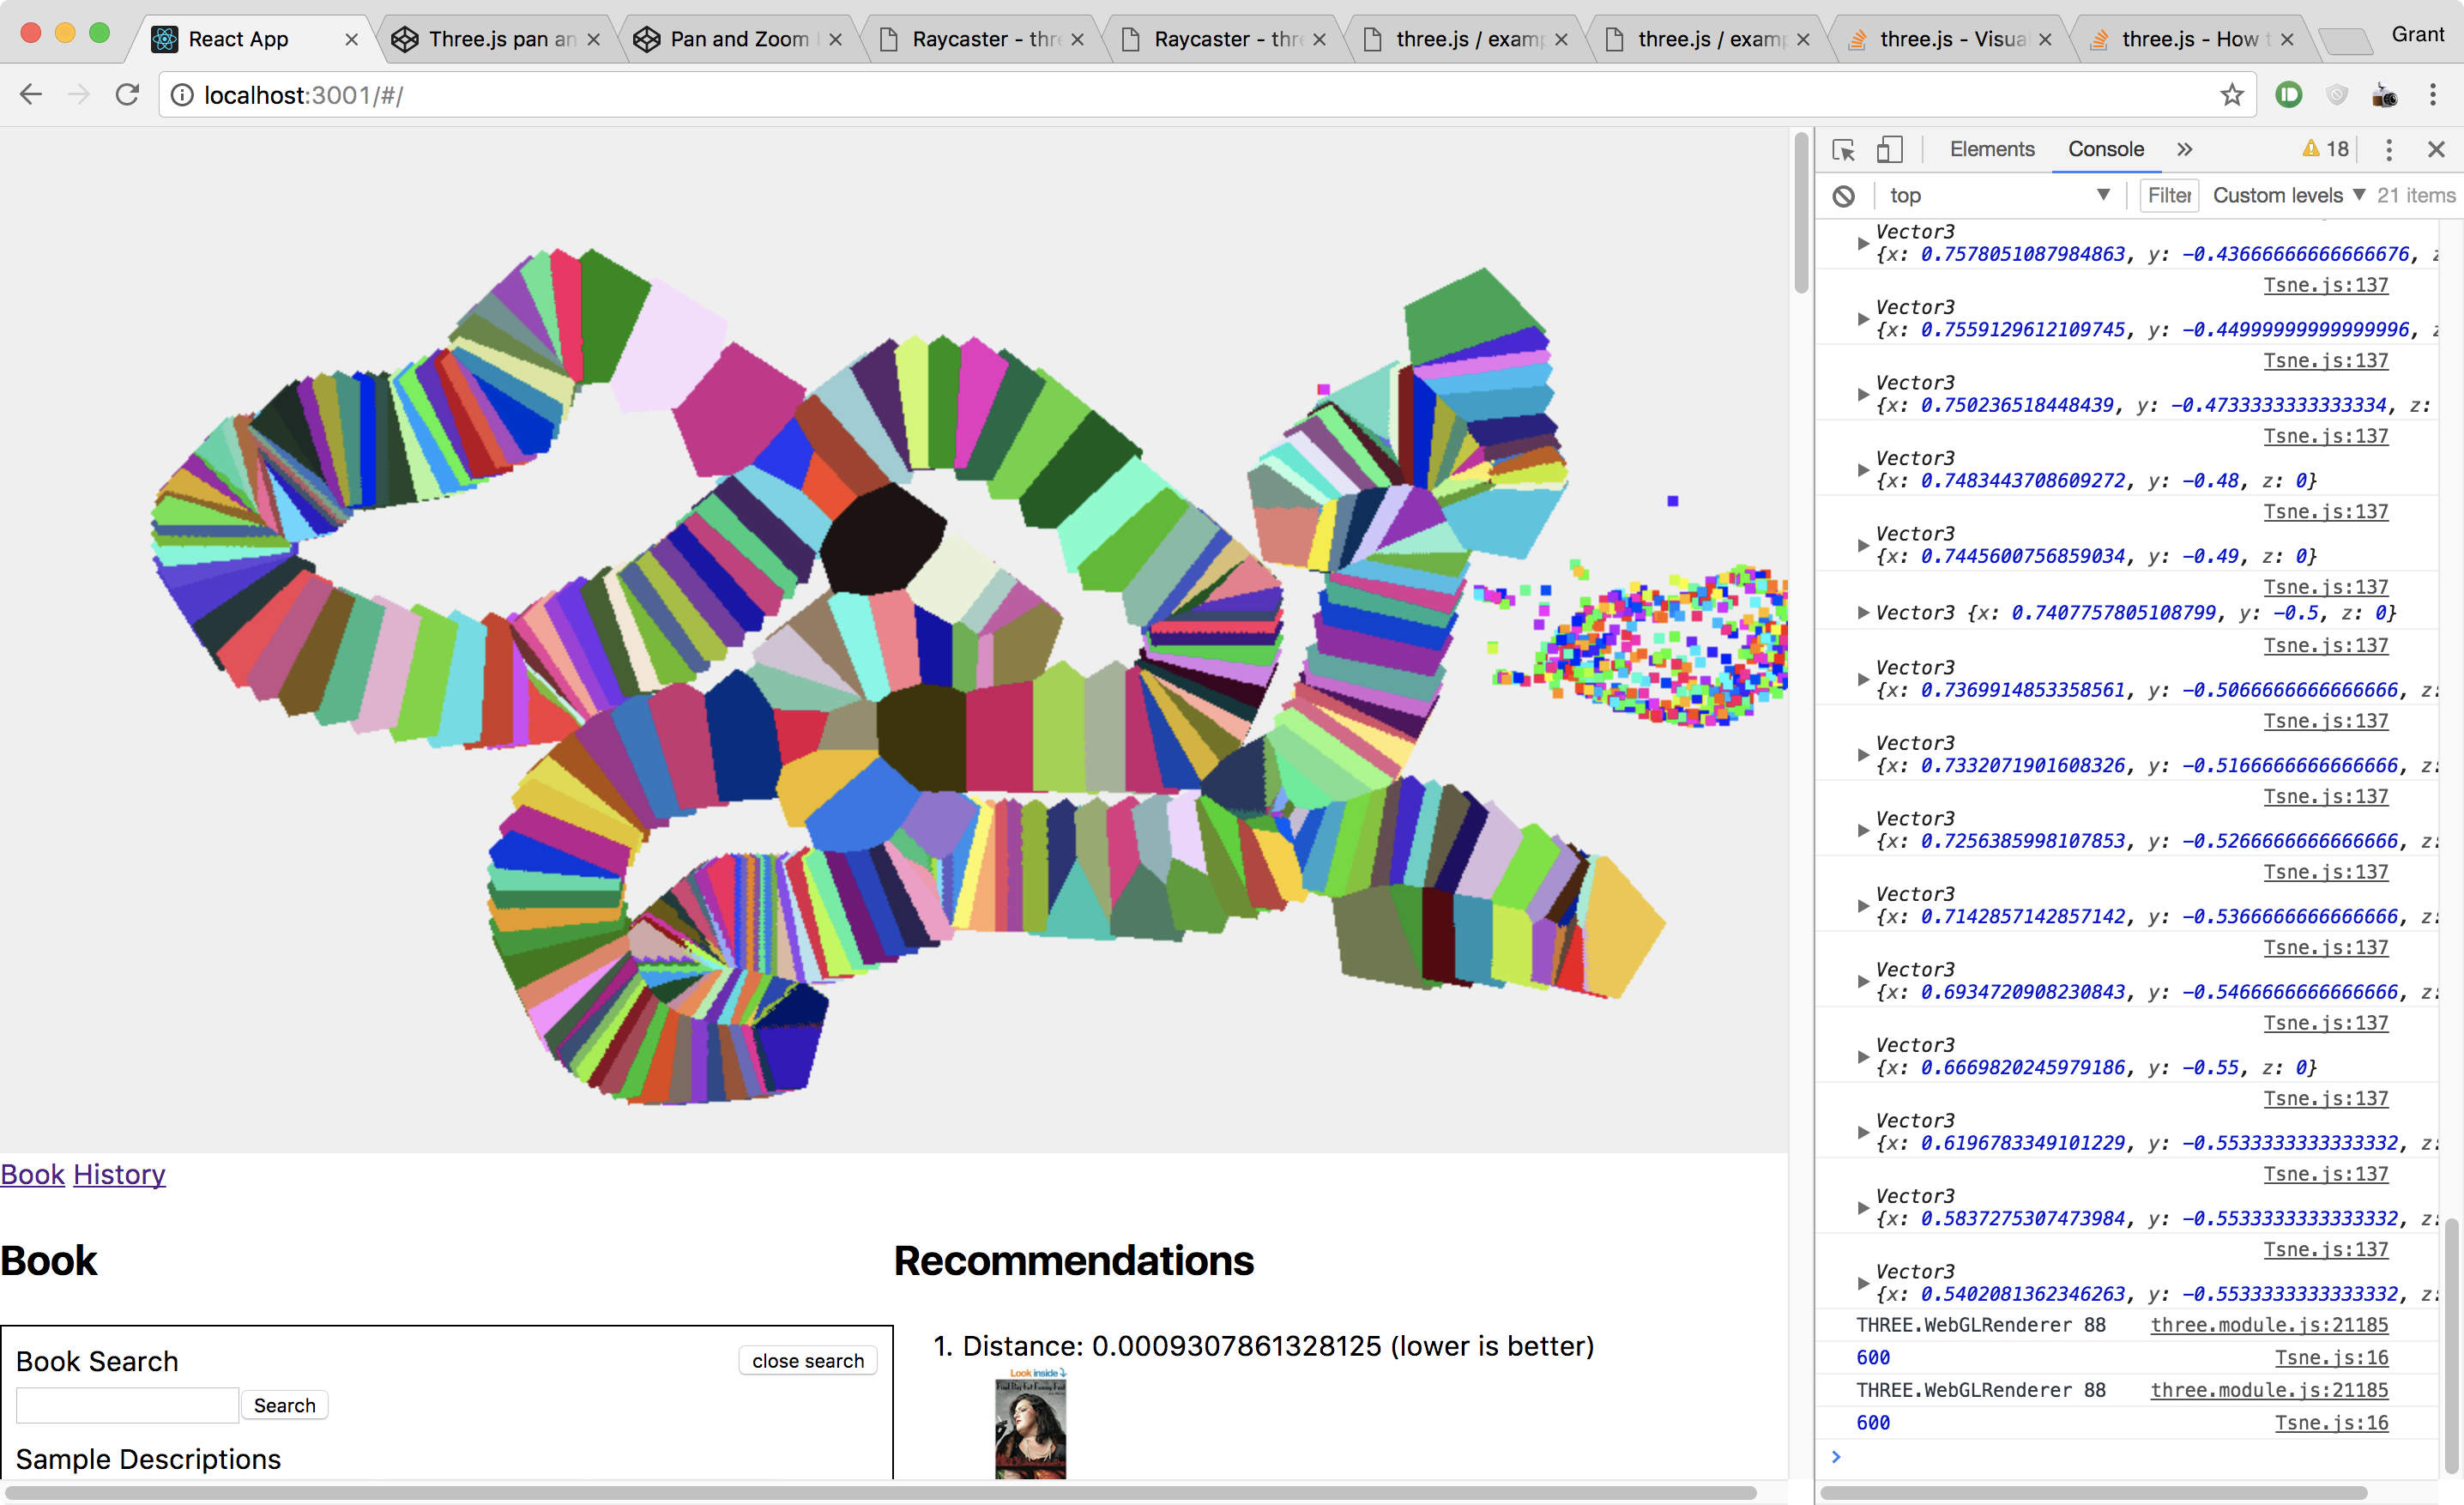 React App
Three.js pan an
Pan and Zoom
Raycaster - thre
Raycaster - thre
three.js / examp
three.js / examp
three.js - Visua
three.js - How t
Grant
localhost:3001/#/
Elements
Console
18
top
Filter
Custom levels
21 items
Vector3
{x: 0.7578051087984863, y: -0.43666666666666676, z
Tsne.js:137
Vector3
{x: 0.7559129612109745, y: -0.44999999999999996, z
Tsne.js:137
Vector3
{x: 0.750236518448439, y: -0.4733333333333334, z:
Tsne.js:137
Vector3
{x: 0.7483443708609272, y: -0.48, z: 0}
Tsne.js:137
Vector3
{x: 0.7445600756859034, y: -0.49, z: 0}
Tsne.js:137
Vector3 {x: 0.7407757805108799, y: -0.5, z: 0}
Tsne.js:137
Vector3
{x: 0.7369914853358561, y: -0.5066666666666666, z:
Tsne.js:137
Vector3
{x: 0.7332071901608326, y: -0.5166666666666666, z:
Tsne.js:137
Vector3
{x: 0.7256385998107853, y: -0.5266666666666666, z:
Tsne.js:137
Vector3
{x: 0.7142857142857142, y: -0.5366666666666666, z:
Tsne.js:137
Vector3
{x: 0.6934720908230843, y: -0.5466666666666666, z:
Tsne.js:137
Vector3
{x: 0.6669820245979186, y: -0.55, z: 0}
Tsne.js:137
Vector3
{x: 0.6196783349101229, y: -0.5533333333333332, z:
Tsne.js:137
Vector3
{x: 0.5837275307473984, y: -0.5533333333333332, z:
Tsne.js:137
Vector3
{x: 0.5402081362346263, y: -0.5533333333333332, z:
THREE.WebGLRenderer 88 three.module.js:21185
600 Tsne.js:16
THREE.WebGLRenderer 88 three.module.js:21185
600 Tsne.js:16
Book History
Book
Book Search
close search
Search
Sample Descriptions
Recommendations
1. Distance: 0.0009307861328125 (lower is better)
Look inside